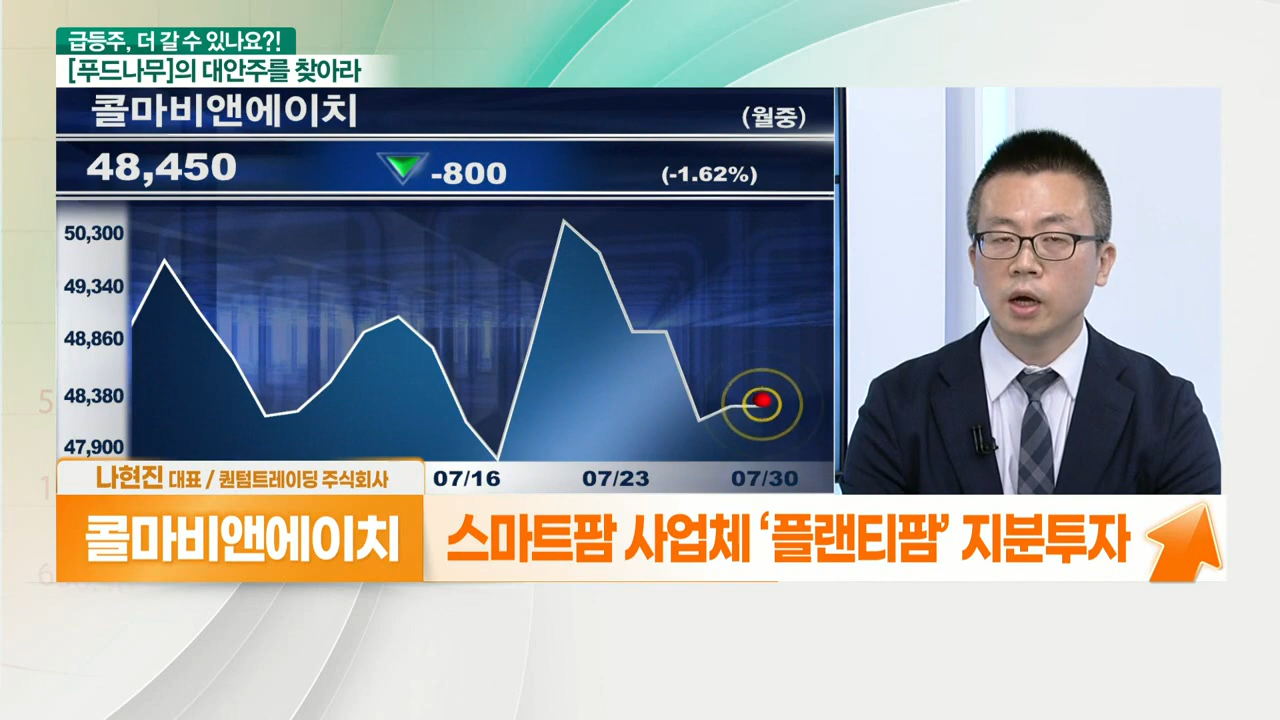 급등주, 더 갈 수 있나요?!
[푸드나무]의 대안주를 찾아라
콜마비앤에이치 (월중)
48,450 -800 (-1.62%)
50,300
49,340
48,860
48,380
47,900
07/16 07/23 07/30
나현진 대표 / 퀀텀트레이딩 주식회사
콜마비앤에이치 스마트팜 사업체 ‘플랜티팜’ 지분투자